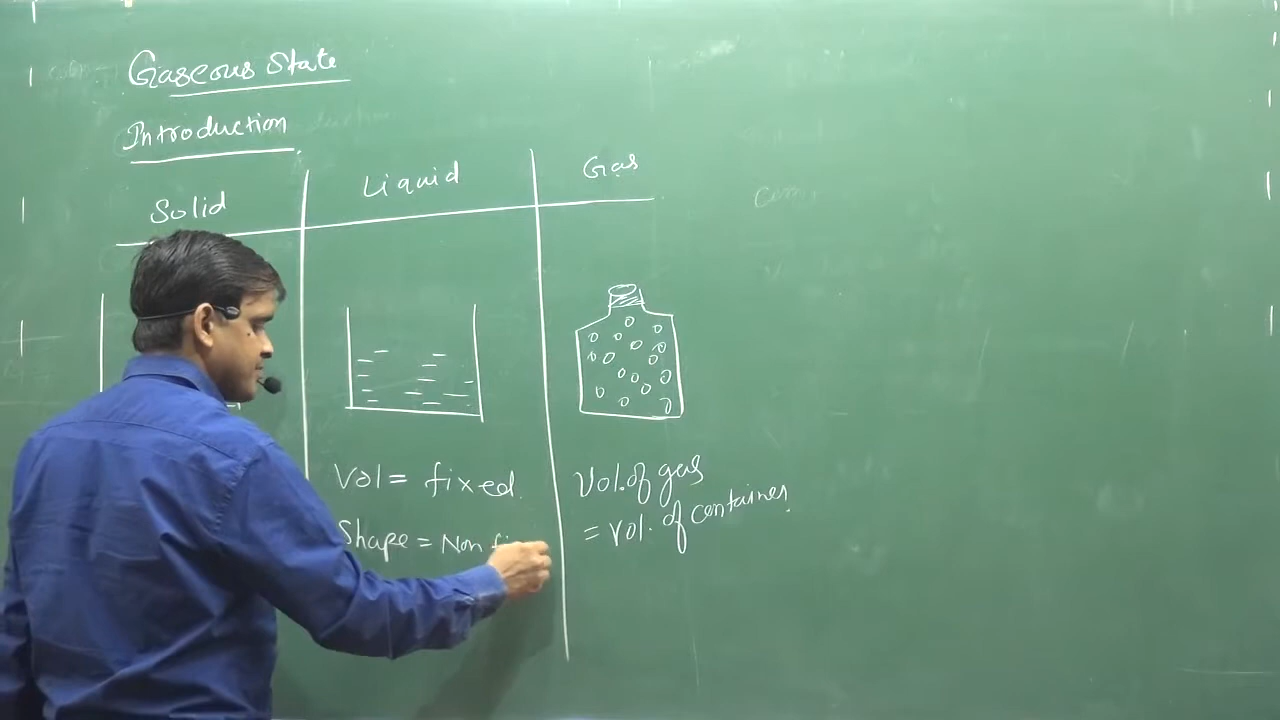 Gaseous State
Introduction
Solid
Liquid
Gas
Vol = fixed.
Shape = Non
Vol. of gas
= Vol. of container.